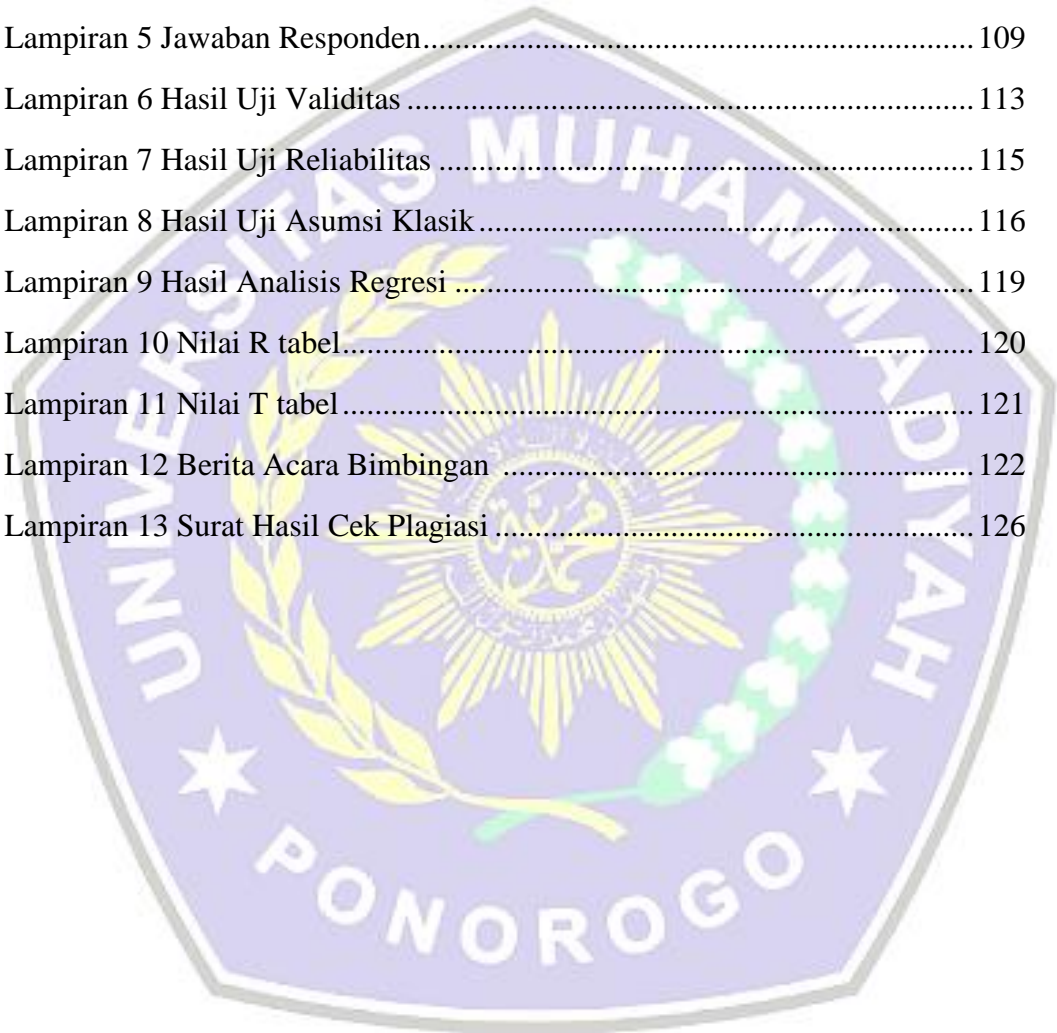 Lampiran 5 Jawaban Responden........................................................................ 109
Lampiran 6 Hasil Uji Validitas .......................................................................... 113
Lampiran 7 Hasil Uji Reliabilitas ...................................................................... 115
Lampiran 8 Hasil Uji Asumsi Klasik ................................................................. 116
Lampiran 9 Hasil Analisis Regresi .................................................................... 119
Lampiran 10 Nilai R tabel................................................................................... 120
Lampiran 11 Nilai T tabel ................................................................................... 121
Lampiran 12 Berita Acara Bimbingan ............................................................... 122
Lampiran 13 Surat Hasil Cek Plagiasi ................................................................ 126
UNIVERSITAS MUHAMMADIYAH
PONOROGO